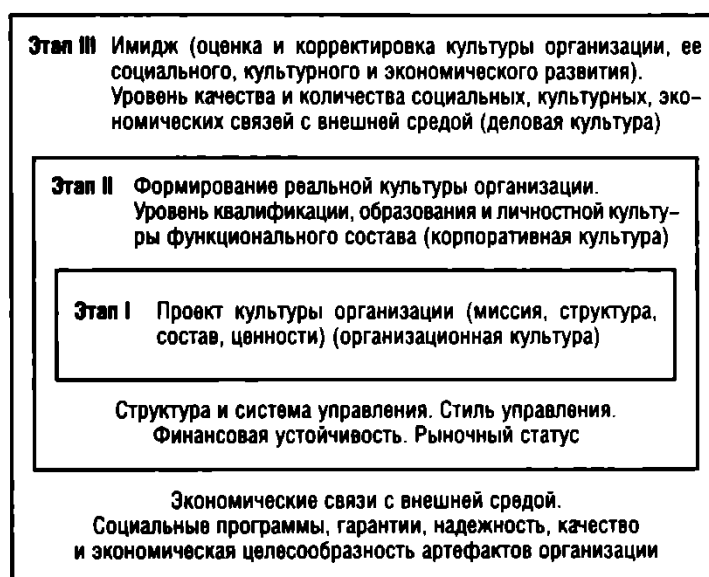 Этап III Имидж (оценка и корректировка культуры организации, ее
социального, культурного и экономического развития).
Уровень качества и количества социальных, культурных, эко-
номических связей с внешней средой (деловая культура)
Этап II Формирование реальной культуры организации.
Уровень квалификации, образования и личностной культу-
ры функционального состава (корпоративная культура)
Этап I Проект культуры организации (миссия, структура,
состав, ценности) (организационная культура)
Структура и система управления. Стиль управления.
Финансовая устойчивость. Рыночный статус
Экономические связи с внешней средой.
Социальные программы, гарантии, надежность, качество
и экономическая целесообразность артефактов организации